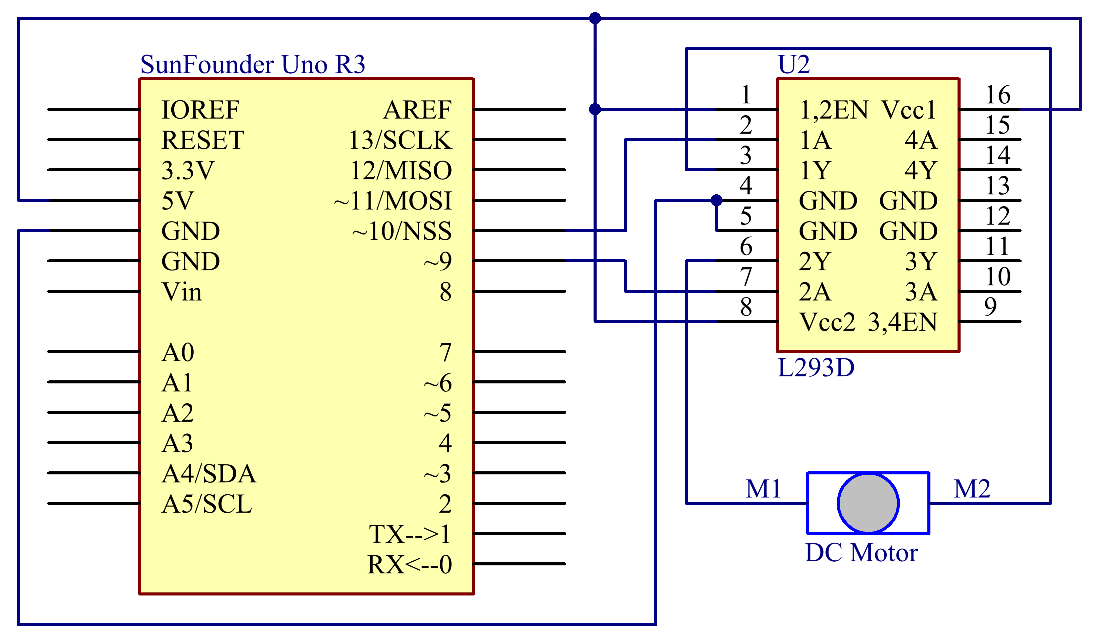 SunFounder Uno R3
IOREF AREF
RESET 13/SCLK
3.3V 12/MISO
5V ~11/MOSI
GND ~10/NSS
GND ~9
Vin 8
A0 7
A1 ~6
A2 ~5
A3 4
A4/SDA ~3
A5/SCL 2
TX-->1
RX<--0
U2
1 1,2EN Vcc1 16
2 1A 4A 15
3 1Y 4Y 14
4 GND GND 13
5 GND GND 12
6 2Y 3Y 11
7 2A 3A 10
8 Vcc2 3,4EN 9
L293D
M1 M2
DC Motor